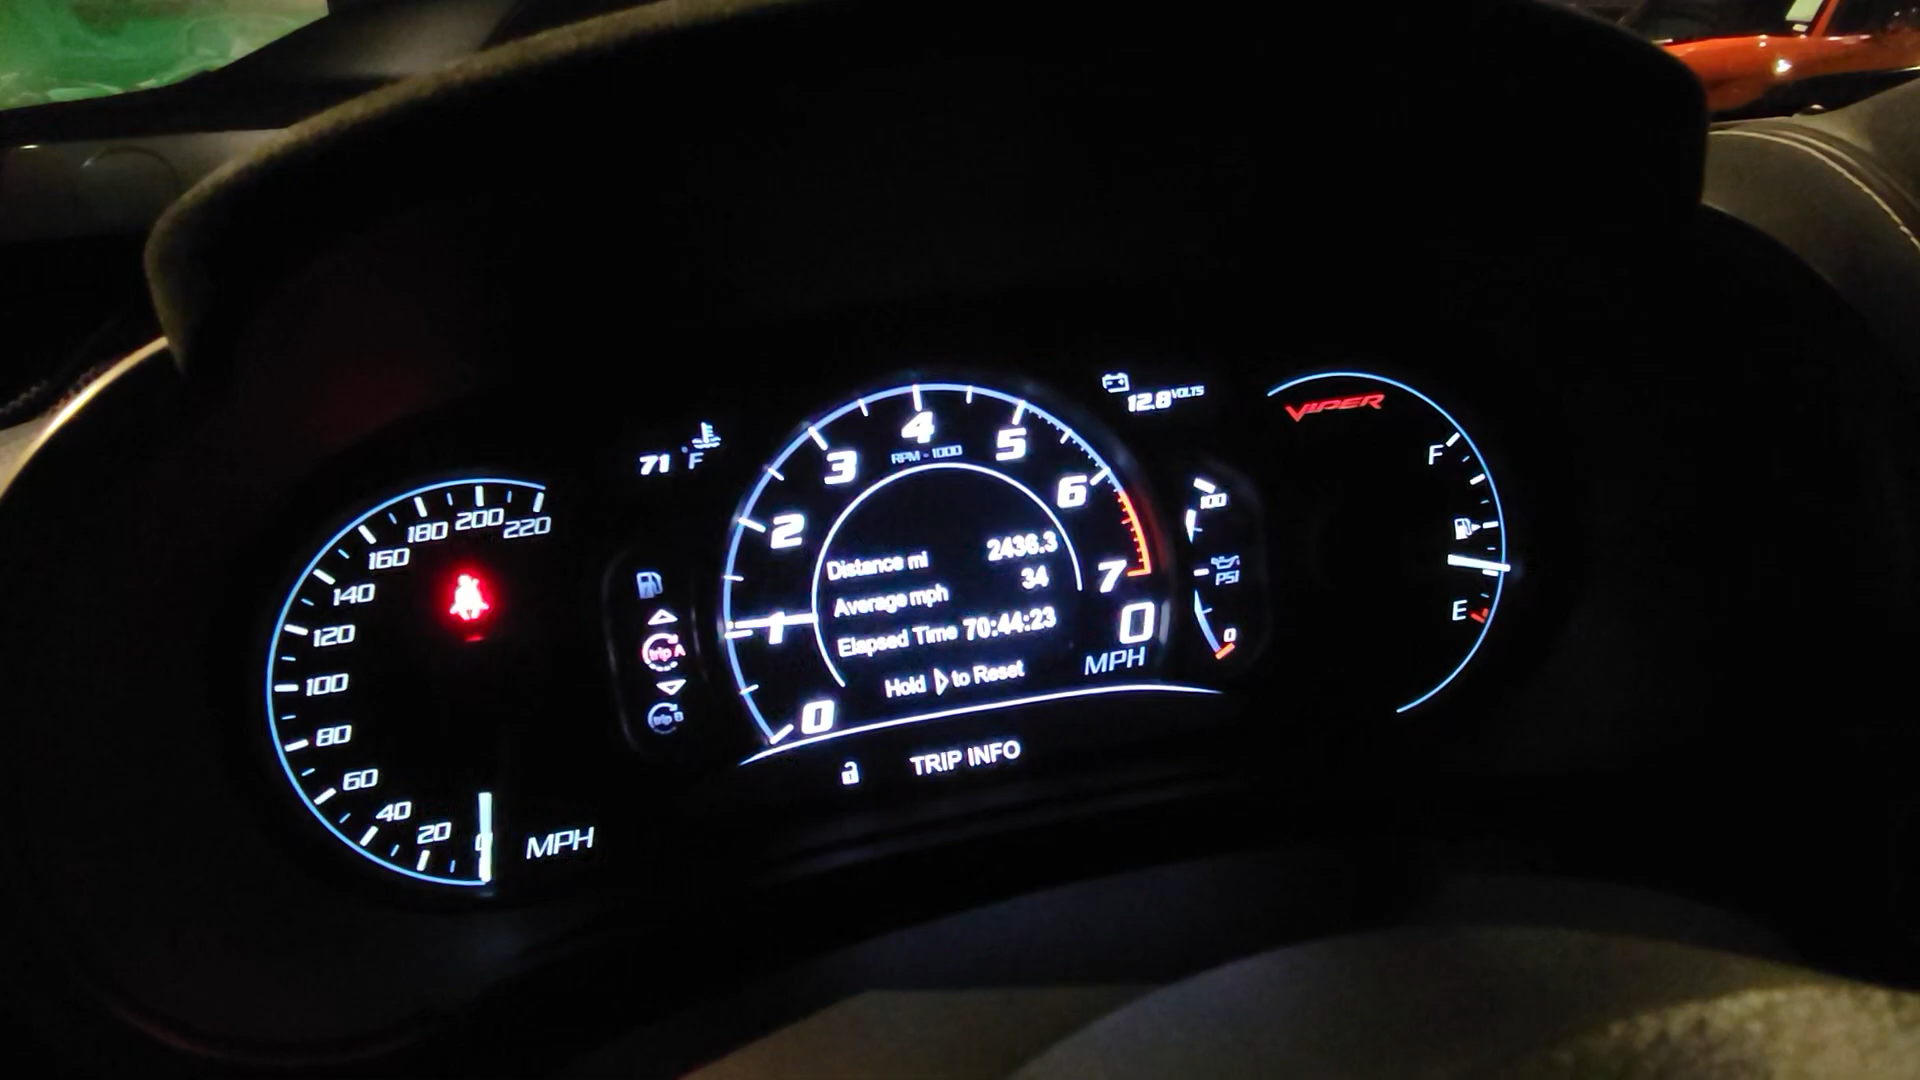 12.8 VOLTS
VIPER
71 °F
4
3
5
RPM - 1000
F
6
100
2
180
200
220
160
Distance mi 2436.3
7
PSI
140
Average mph 34
1
E
0
120
Elapsed Time 70:44:23
0
trip A
MPH
100
Hold ▷ to Reset
trip B
0
80
TRIP INFO
60
40
20
0
MPH